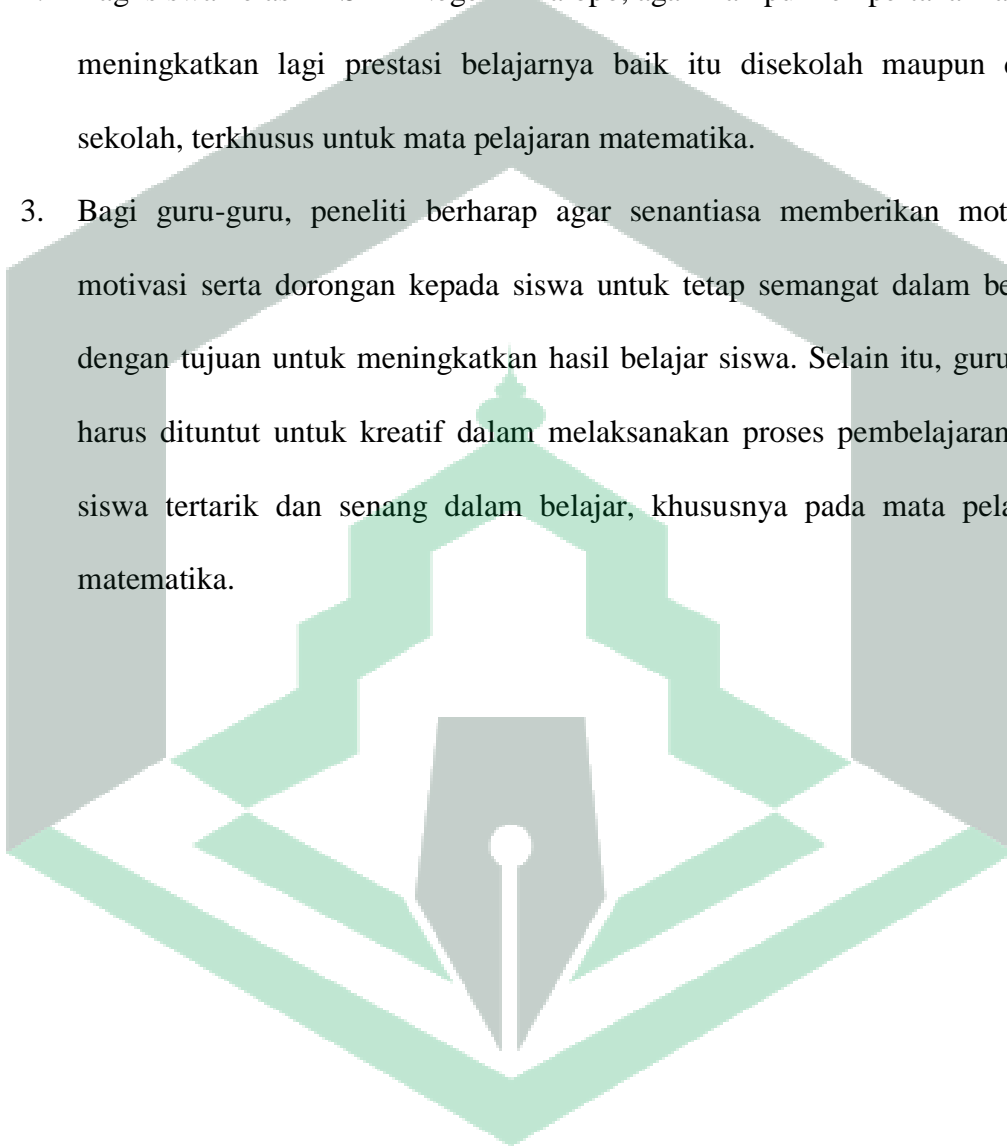 meningkatkan lagi prestasi belajarnya baik itu disekolah maupun
sekolah, terkhusus untuk mata pelajaran matematika.
3. Bagi guru-guru, peneliti berharap agar senantiasa memberikan
motivasi serta dorongan kepada siswa untuk tetap semangat dalam
dengan tujuan untuk meningkatkan hasil belajar siswa. Selain itu, guru
harus dituntut untuk kreatif dalam melaksanakan proses pembelajaran
siswa tertarik dan senang dalam belajar, khususnya pada mata
matematika.